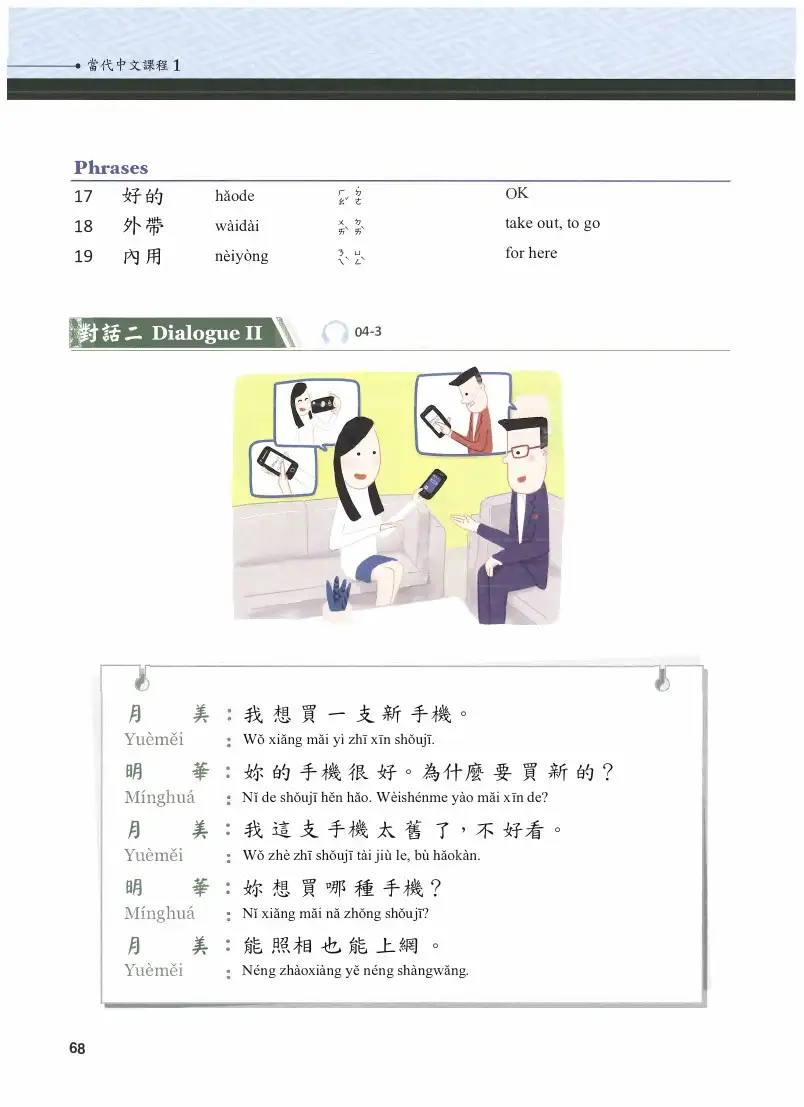 當代中文課程 1
Phrases
17 好的 hǎode ㄏㄠˇ ㄉㄜ˙ OK
18 外帶 wàidài ㄨㄞˋ ㄉㄞˋ take out, to go
19 內用 nèiyòng ㄋㄟˋ ㄩㄥˋ for here
對話二 Dialogue II 04-3
月美：我想買一支新手機。
Yuèměi : Wǒ xiǎng mǎi yì zhī xīn shǒujī.
明華：妳的手機很好。為什麼要買新的？
Mínghuá : Nǐ de shǒujī hěn hǎo. Wèishénme yào mǎi xīn de?
月美：我這支手機太舊了，不好看。
Yuèměi : Wǒ zhè zhī shǒujī tài jiù le, bù hǎokàn.
明華：妳想買哪種手機？
Mínghuá : Nǐ xiǎng mǎi nǎ zhǒng shǒujī?
月美：能照相也能上網。
Yuèměi : Néng zhàoxiàng yě néng shàngwǎng.
68